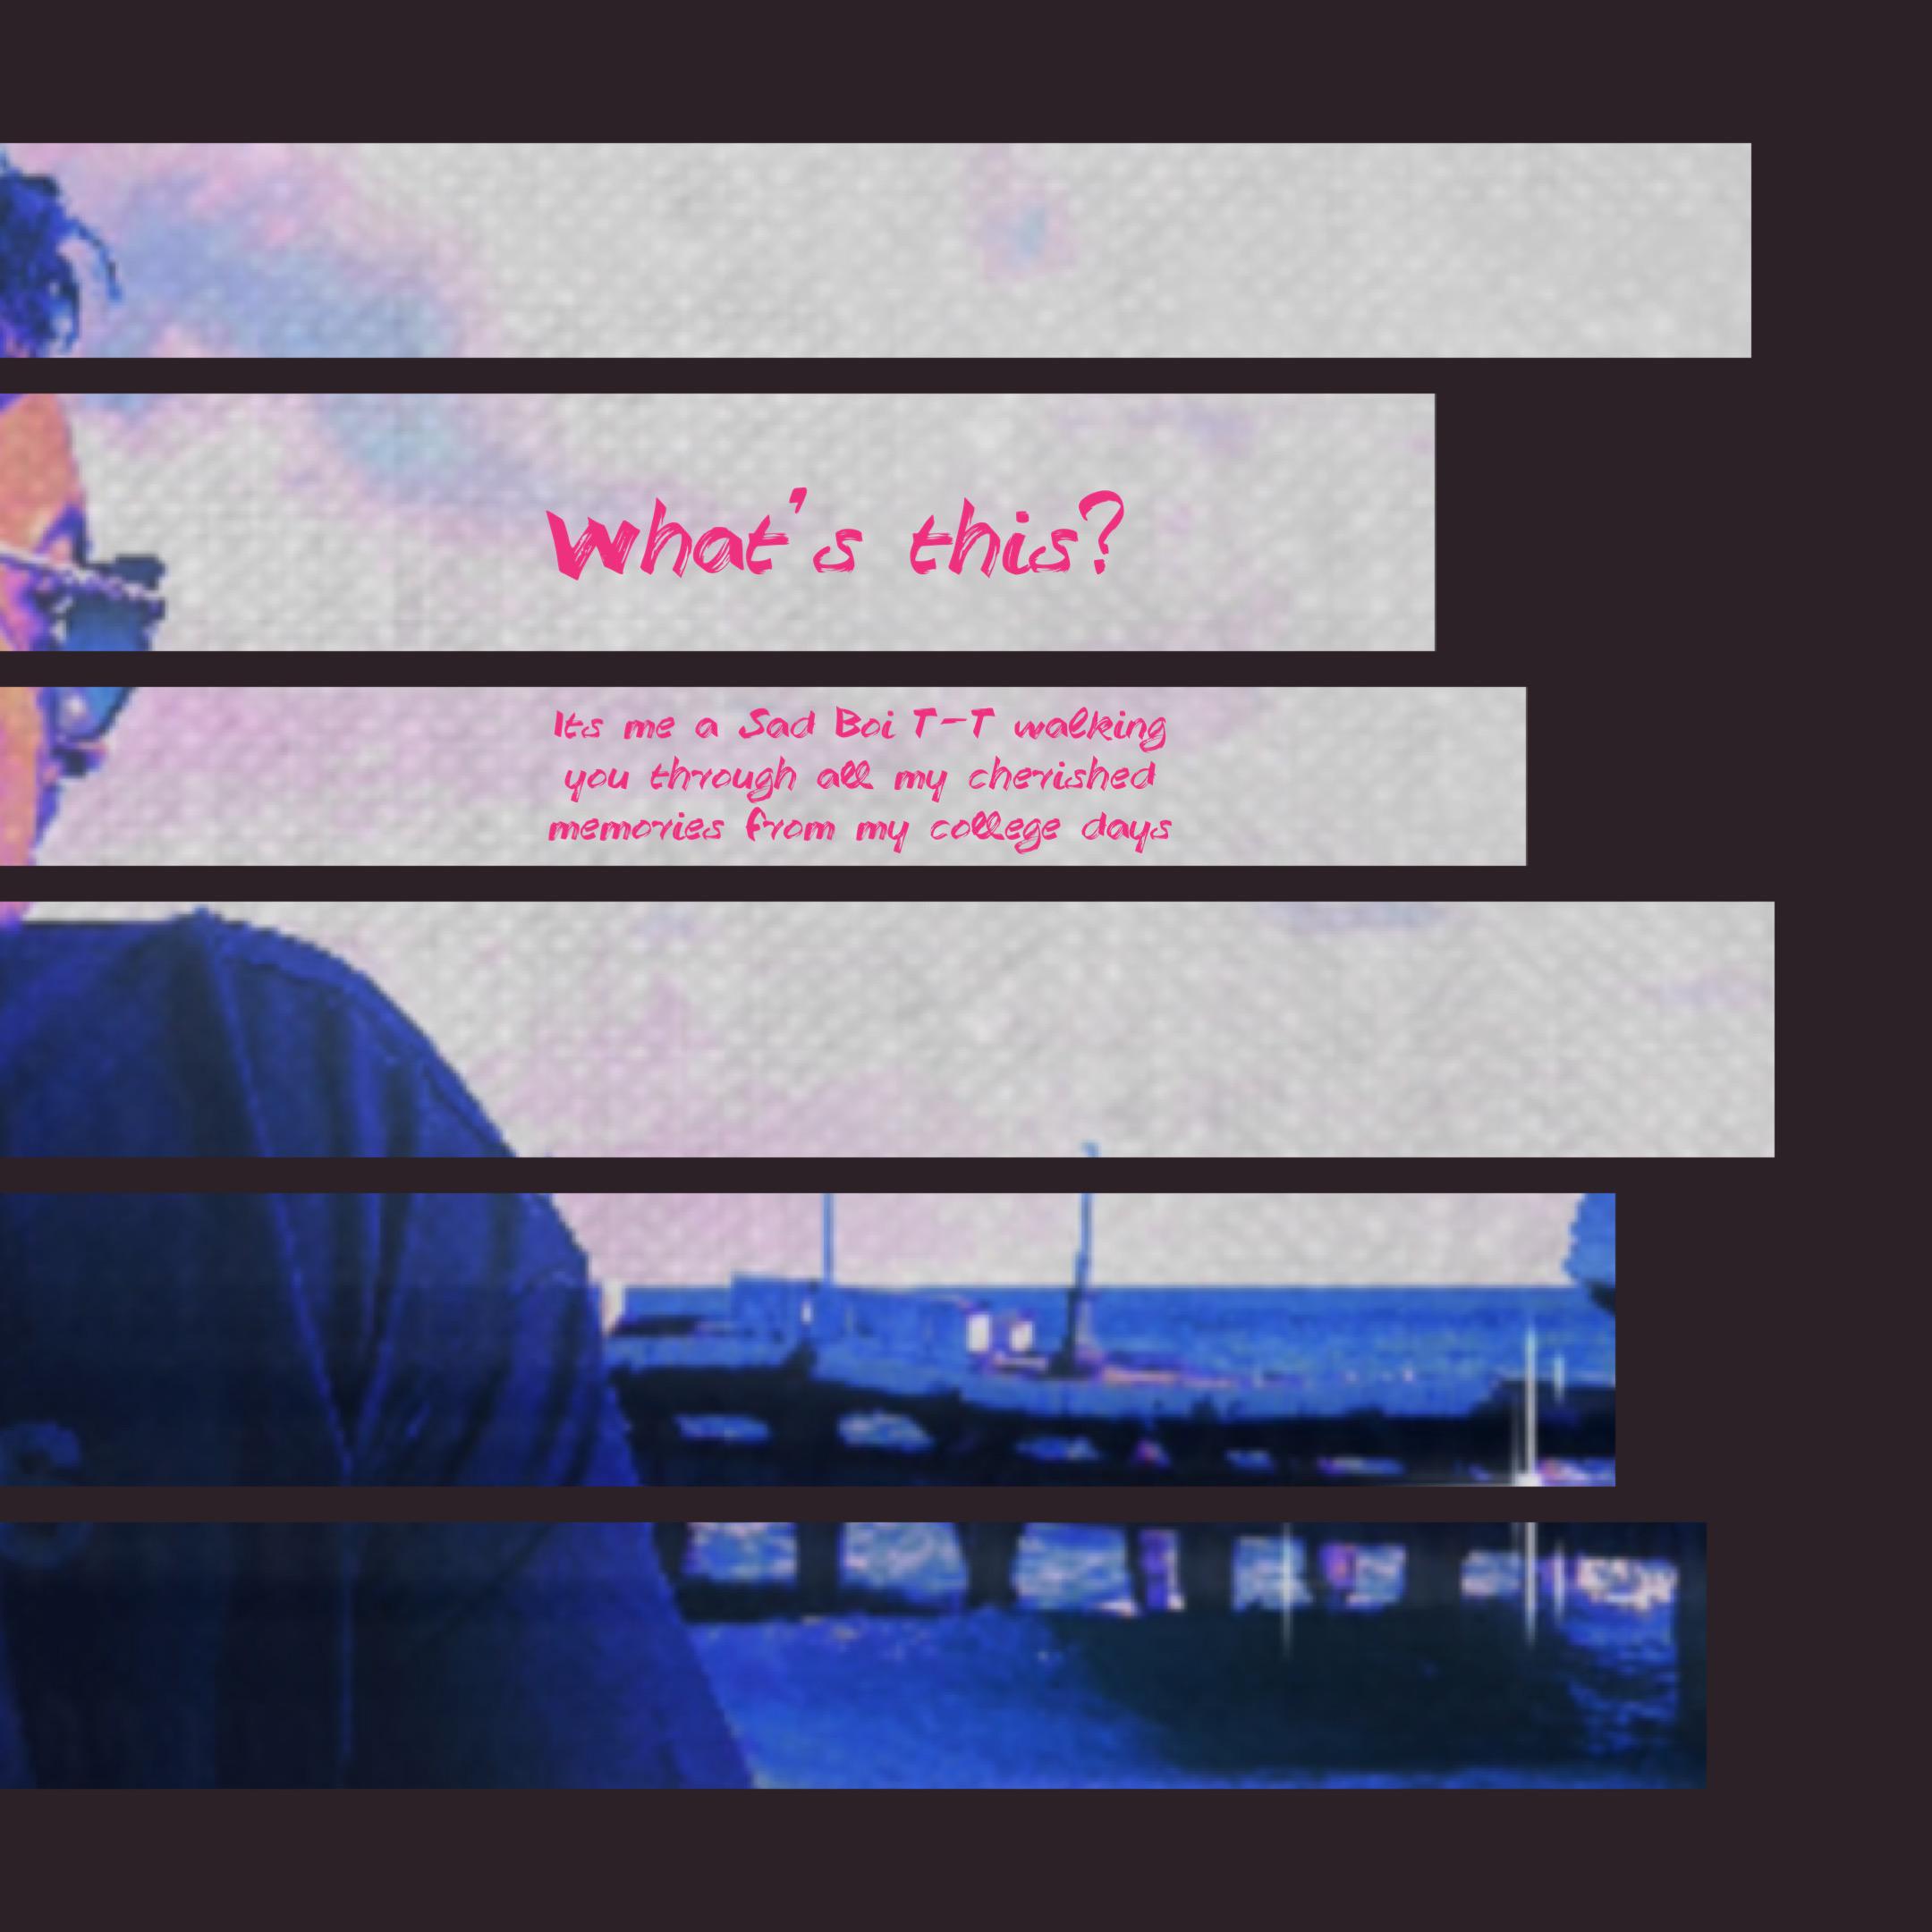 What's this?
Its me a Sad Boi T-T walking
you through all my cherished
memories from my college days